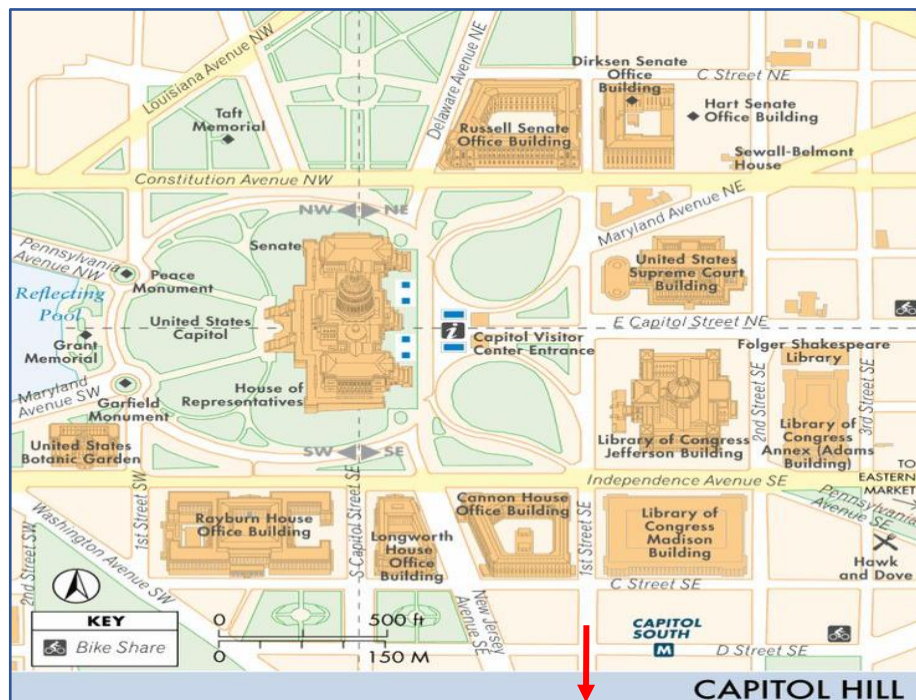 Louisiana Avenue NW
Delaware Avenue NE
Dirksen Senate
Office
Building
C Street NE
Taft
Memorial
Russell Senate
Office Building
Hart Senate
Office Building
Sewall-Belmont
House
Constitution Avenue NW
Maryland Avenue NE
NW
NE
Pennsylvania
Avenue NW
Senate
Peace
Monument
United States
Supreme Court
Building
Reflecting
Pool
United States
Capitol
E Capitol Street NE
i
Capitol Visitor
Center Entrance
Grant
Memorial
Folger Shakespeare
Library
Maryland
Avenue SW
Garfield
Monument
House of
Representatives
2nd Street SE
3rd Street SE
United States
Botanic Garden
Library of Congress
Jefferson Building
Library of
Congress
Annex (Adams
Building)
SW
SE
TO
EASTERN
MARKET
Independence Avenue SE
Pennsylvania
Avenue SE
1st Street SW
S Capitol Street SE
Rayburn House
Office Building
Longworth
House
Office
Building
Cannon House
Office Building
1st Street SE
Library of
Congress
Madison
Building
Hawk
and Dove
2nd Street SW
Washington Avenue SW
C Street SE
New Jersey
Avenue SE
KEY
Bike Share
0 500 ft
0 150 M
CAPITOL
SOUTH
M
D Street SE
CAPITOL HILL